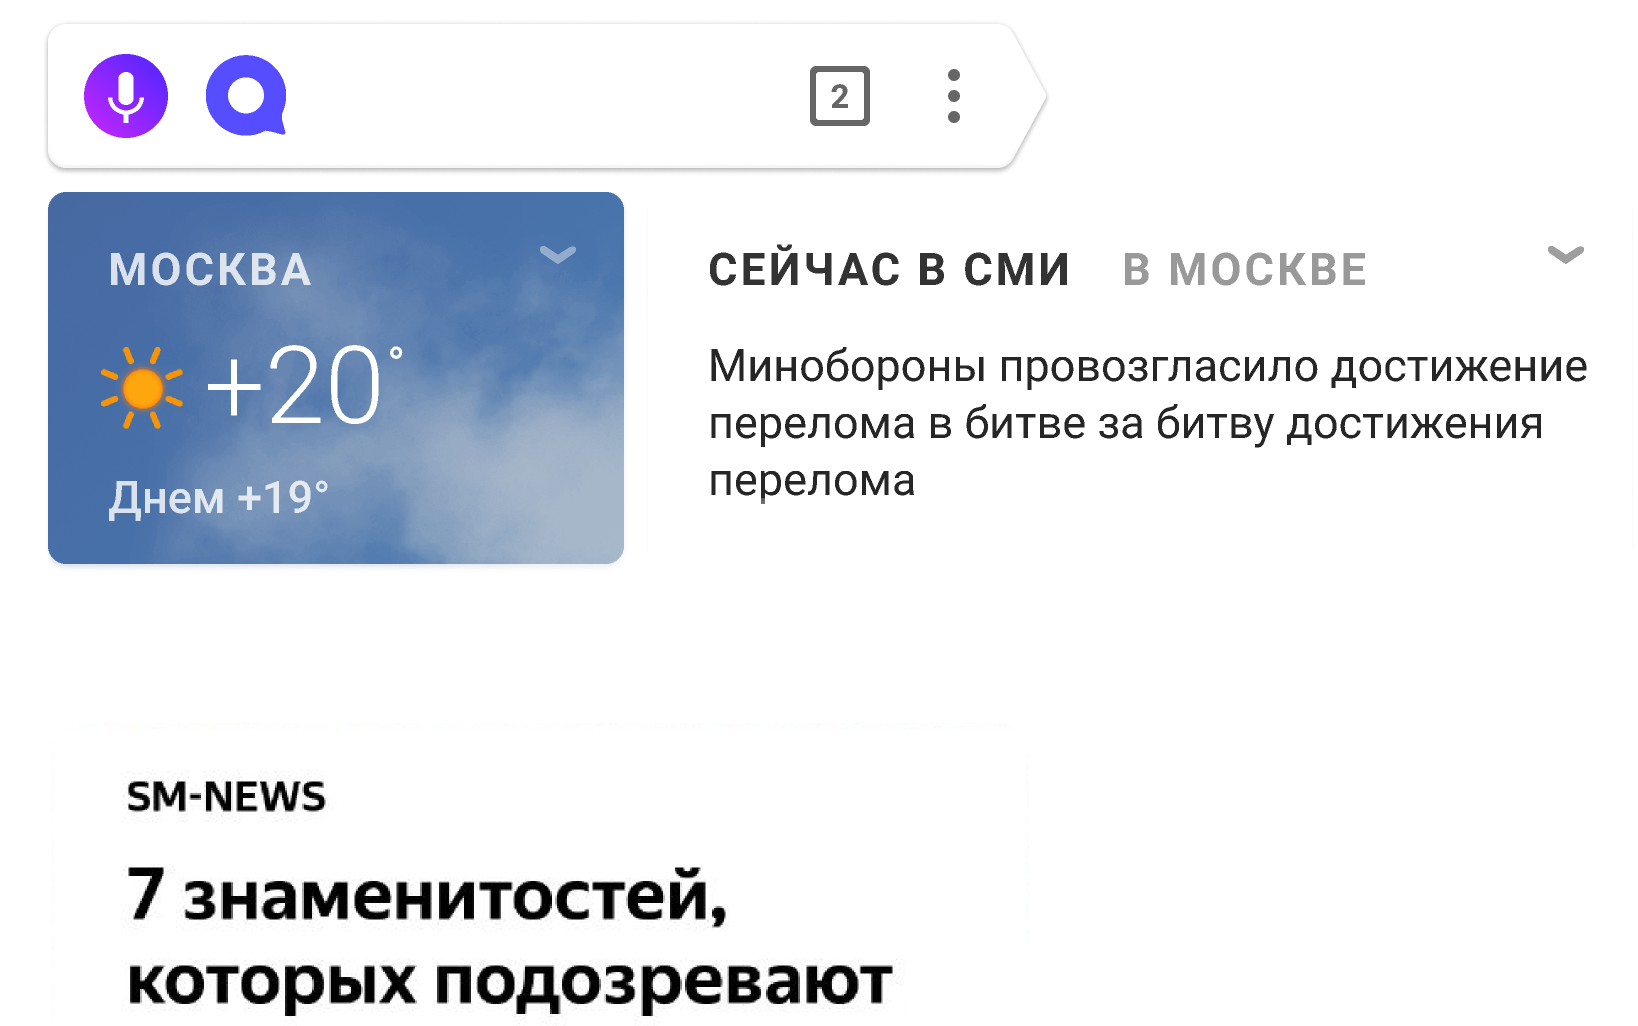 2
МОСКВА
+20°
Днем +19°
СЕЙЧАС В СМИ В МОСКВЕ
Минобороны провозгласило достижение
перелома в битве за битву достижения
перелома
SM-NEWS
7 знаменитостей,
которых подозревают